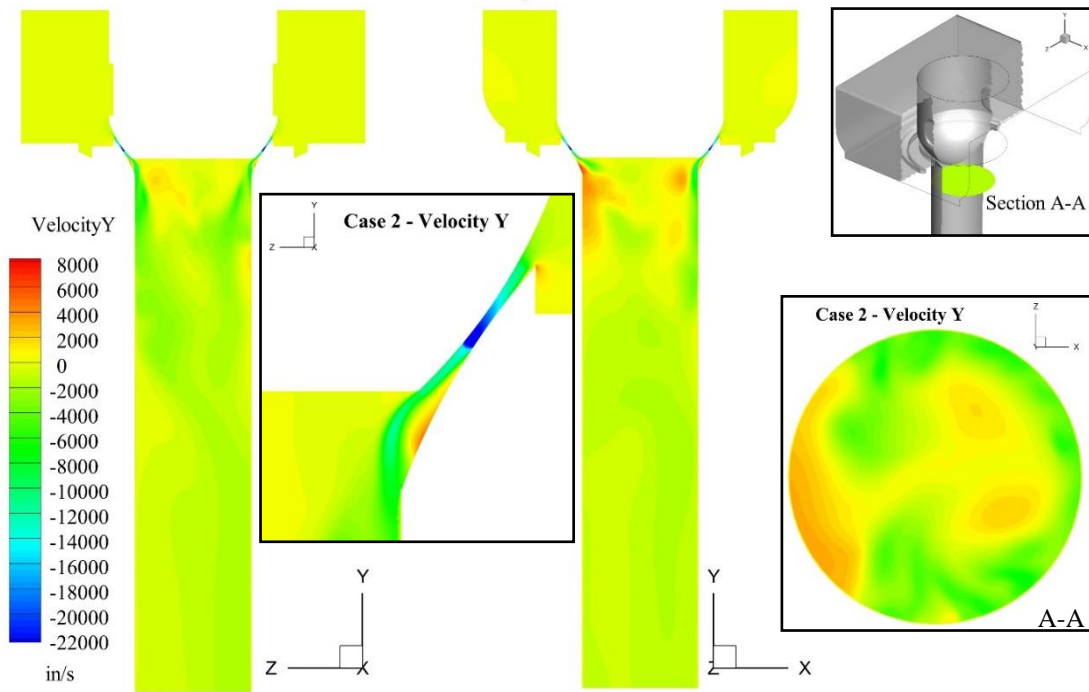 VelocityY
8000
6000
4000
2000
0
-2000
-4000
-6000
-8000
-10000
-12000
-14000
-16000
-18000
-20000
-22000
in/s
Y
Z
X
Case 2 - Velocity Y
Y
Z
X
Y
Z
X
Y
Z
X
Section A-A
Case 2 - Velocity Y
Z
Y
X
A-A